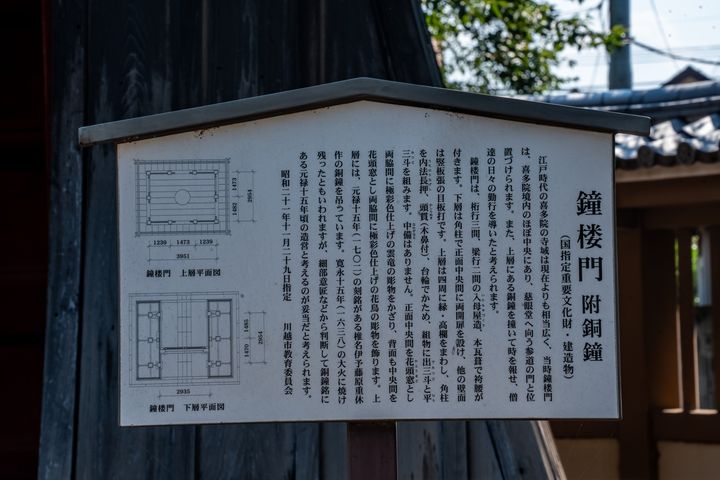 鐘楼門 附銅鐘
（国指定重要文化財・建造物）
江戸時代の喜多院の寺域は現在よりも相当広く、当時鐘楼門
は、喜多院境内のほぼ中央にあり、慈眼堂へ向う参道の門と位
置づけられます。また、上層にある銅鐘を撞いて時を報せ、僧
達の日々の勤行を導いたと考えられます。
鐘楼門は、桁行三間、梁行二間の入母屋造、本瓦葺で袴腰が
付きます。下層は角柱で正面中央間に両開扉を設け、他の壁面
は竪板張の目板打です。上層は四周に縁・高欄をまわし、角柱
を内法長押、頭貫（木鼻付）、台輪でかため、組物に出三斗と平
三斗を組みます。中備はありません。正面中央間を花頭窓とし
両脇間に極彩色仕上げの雲竜の彫物をかざり、背面も中央間を
花頭窓とし両脇間に極彩色仕上げの花鳥の彫物を飾ります。上
層には、元禄十五年（一七〇二）の刻銘がある椎名伊予藤原重休
作の銅鐘を吊っています。寛永十五年（一六三八）の大火に焼け
残ったともいわれますが、細部意匠などから判断して銅鐘銘に
ある元禄十五年頃の造営と考えるのが妥当だと考えられます。
昭和二十一年十一月二十九日指定 川越市教育委員会
1239 1473 1239
3951
鐘楼門 上層平面図
2935
鐘楼門 下層平面図